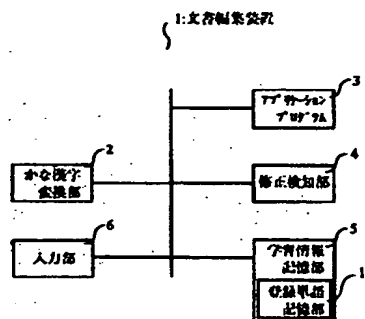 1:文書編集装置
3
アプリケーション
プログラム
2
かな漢字
変換部
4
修正検知部
6
入力部
5
学習情報
記憶部
登録単語
記憶部
1